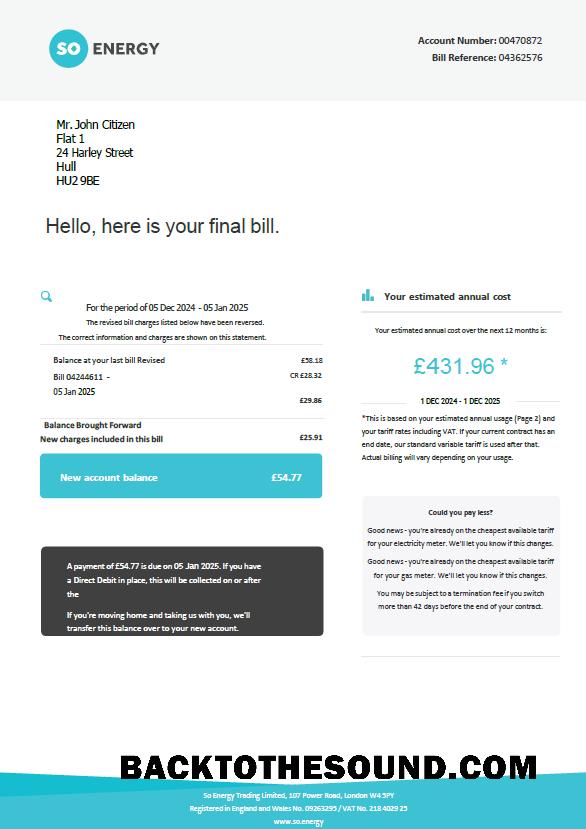 SO ENERGY
Account Number: 00470872
Bill Reference: 04362576
Mr. John Citizen
Flat 1
24 Harley Street
Hull
HU2 9BE
Hello, here is your final bill.
For the period of 05 Dec 2024 - 05 Jan 2025
The revised bill charges listed below have been reversed.
The correct information and charges are shown on this statement.
Balance at your last bill Revised £58.18
Bill 04244611 - CR £28.32
05 Jan 2025
£29.86
Balance Brought Forward
New charges included in this bill £25.91
New account balance £54.77
A payment of £54.77 is due on 05 Jan 2025. If you have
a Direct Debit in place, this will be collected on or after
the
If you're moving home and taking us with you, we'll
transfer this balance over to your new account.
Your estimated annual cost
Your estimated annual cost over the next 12 months is:
£431.96 *
1 DEC 2024 - 1 DEC 2025
*This is based on your estimated annual usage (Page 2) and
your tariff rates including VAT. If your current contract has an
end date, our standard variable tariff is used after that.
Actual billing will vary depending on your usage.
Could you pay less?
Good news - you're already on the cheapest available tariff
for your electricity meter. We'll let you know if this changes.
Good news - you're already on the cheapest available tariff
for your gas meter. We'll let you know if this changes.
You may be subject to a termination fee if you switch
more than 42 days before the end of your contract.
BACKTOTHESOUND.COM
So Energy Trading Limited, 107 Power Road, London W4 5PY
Registered in England and Wales No. 09263295 / VAT No. 218 4029 25
www.so.energy